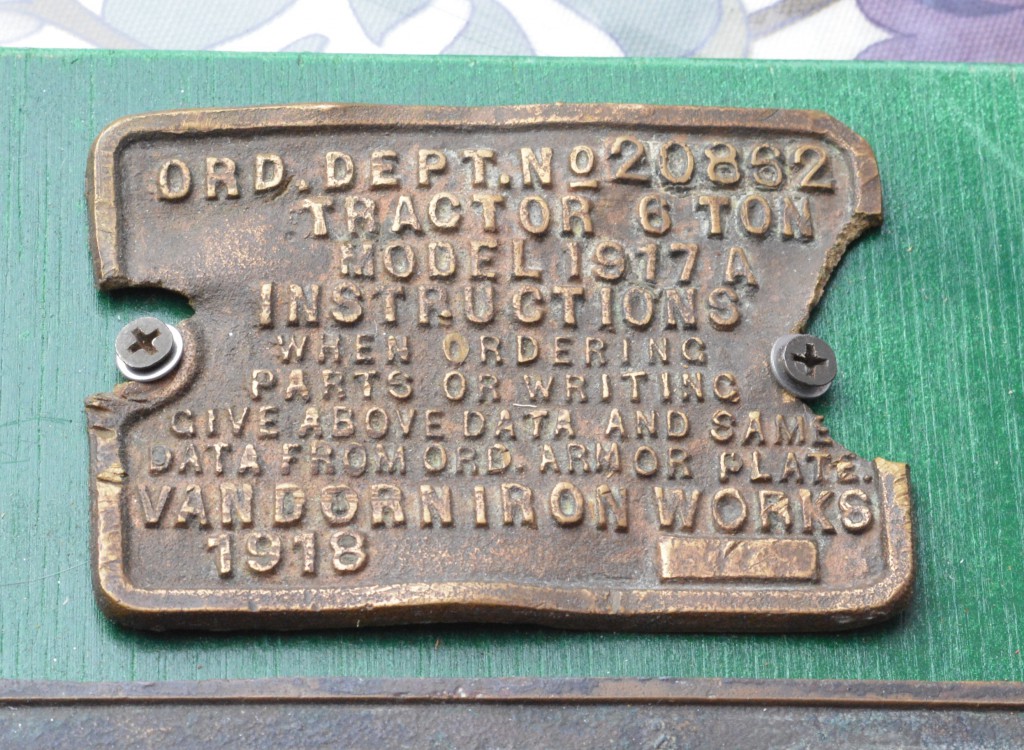 ORD. DEPT. No 20862
TRACTOR 6 TON
MODEL 1917 A
INSTRUCTIONS
WHEN ORDERING
PARTS OR WRITING
GIVE ABOVE DATA AND SAME
DATA FROM ORD. ARMOR PLATE.
VAN DORN IRON WORKS
1918